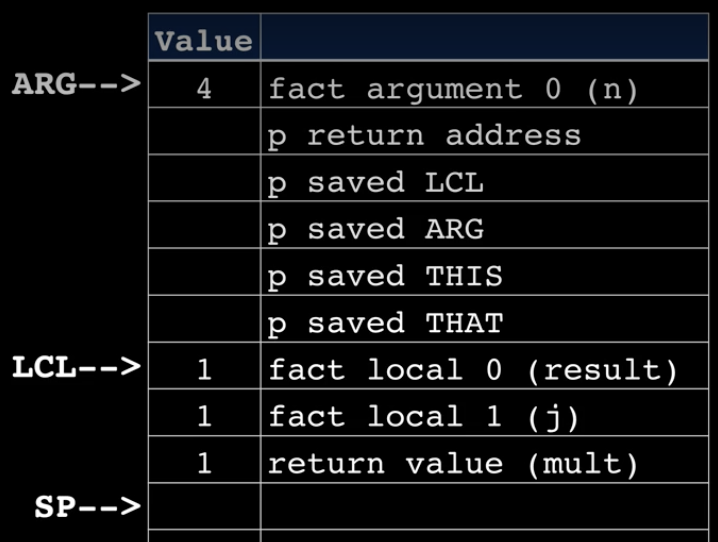 Value
ARG--> 4 fact argument 0 (n)
p return address
p saved LCL
p saved ARG
p saved THIS
p saved THAT
LCL--> 1 fact local 0 (result)
1 fact local 1 (j)
1 return value (mult)
SP-->